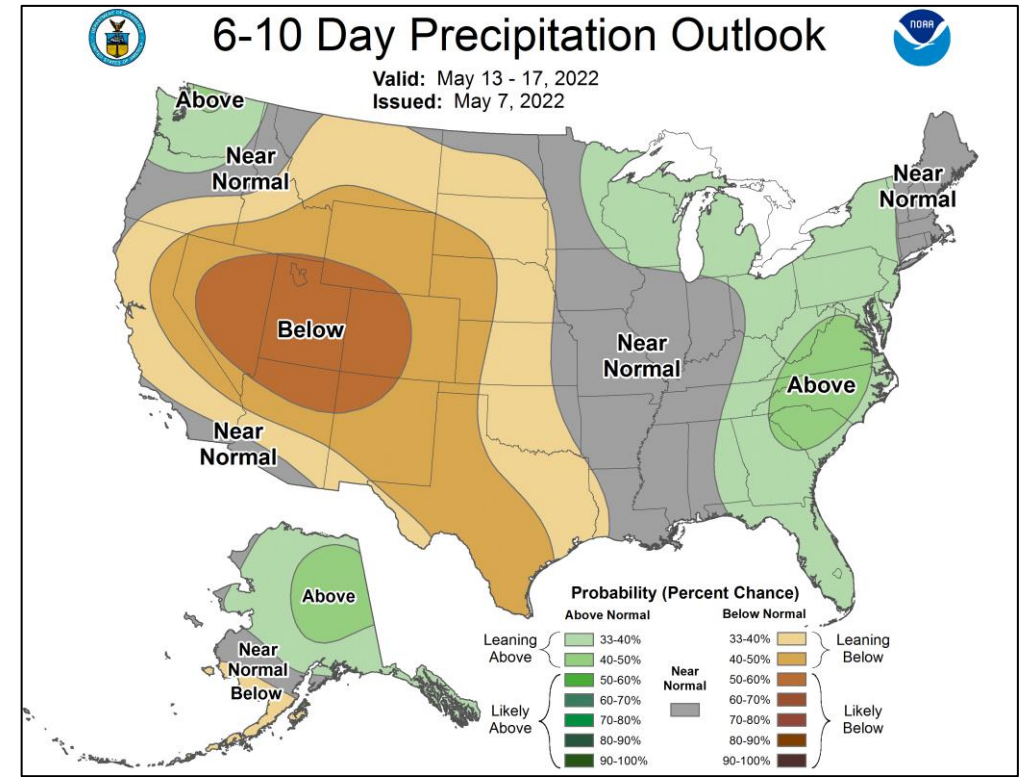 6-10 Day Precipitation Outlook
NOAA
Valid: May 13 - 17, 2022
Issued: May 7, 2022
Above
Near
Normal
Near
Normal
Below
Near
Normal
Above
Near
Normal
Above
Near
Normal
Below
Probability (Percent Chance)
Above Normal
Below Normal
Leaning
Above
33-40%
40-50%
Likely
Above
50-60%
60-70%
70-80%
80-90%
90-100%
Near
Normal
33-40%
40-50%
Leaning
Below
50-60%
60-70%
70-80%
80-90%
90-100%
Likely
Below